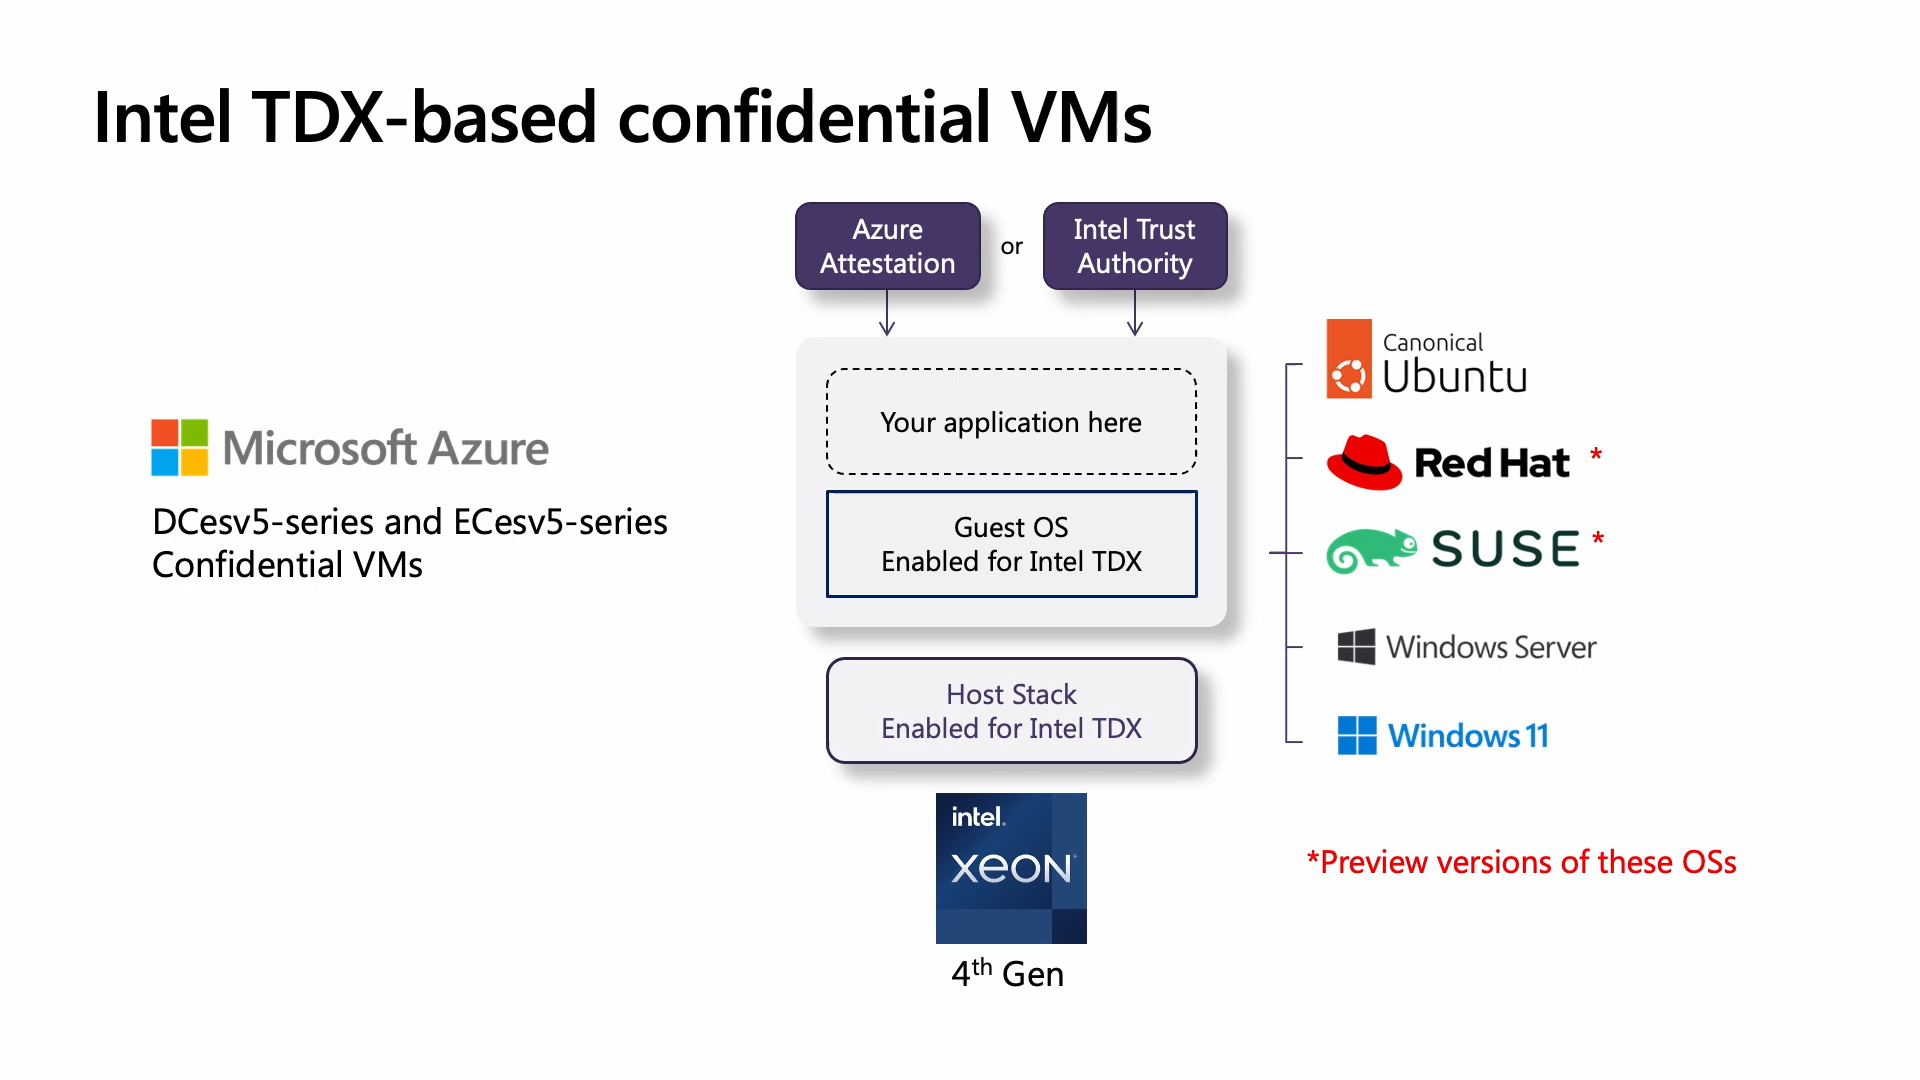 Intel TDX-based confidential VMs
Azure
Attestation
or
Intel Trust
Authority
Microsoft Azure
DCesv5-series and ECesv5-series
Confidential VMs
Your application here
Guest OS
Enabled for Intel TDX
Host Stack
Enabled for Intel TDX
intel.
xeon
4th Gen
Canonical
Ubuntu
Red Hat *
SUSE *
Windows Server
Windows 11
*Preview versions of these OSs